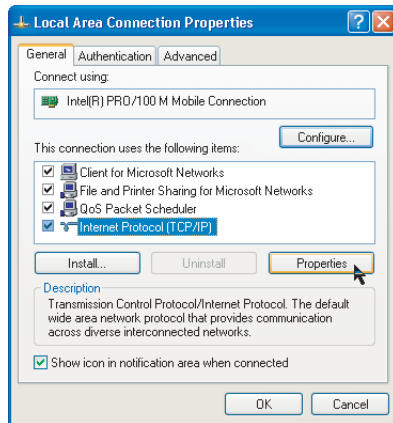 Local Area Connection Properties
General Authentication Advanced
Connect using:
Intel(R) PRO/100 M Mobile Connection
Configure...
This connection uses the following items:
Client for Microsoft Networks
File and Printer Sharing for Microsoft Networks
QoS Packet Scheduler
Internet Protocol (TCP/IP)
Install... Uninstall Properties
Description
Transmission Control Protocol/Internet Protocol. The default
wide area network protocol that provides communication
across diverse interconnected networks.
Show icon in notification area when connected
OK Cancel